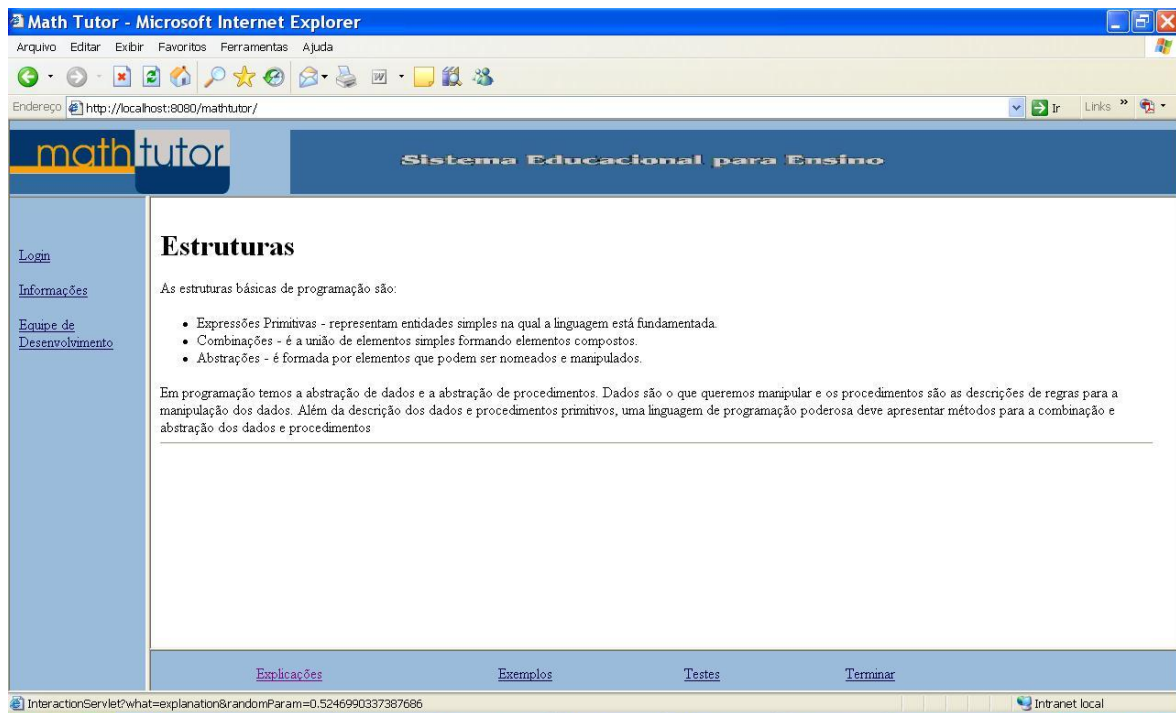 Math Tutor - Microsoft Internet Explorer
Arquivo Editar Exibir Favoritos Ferramentas Ajuda
Endereço http://localhost:8080/mathtutor/ Ir Links »
mathtutor
Sistema Educacional para Ensino
Login
Informações
Equipe de
Desenvolvimento
Estruturas
As estruturas básicas de programação são:
• Expressões Primitivas - representam entidades simples na qual a linguagem está fundamentada.
• Combinações - é a união de elementos simples formando elementos compostos.
• Abstrações - é formada por elementos que podem ser nomeados e manipulados.
Em programação temos a abstração de dados e a abstração de procedimentos. Dados são o que queremos manipular e os procedimentos são as descrições de regras para a
manipulação dos dados. Além da descrição dos dados e procedimentos primitivos, uma linguagem de programação poderosa deve apresentar métodos para a combinação e
abstração dos dados e procedimentos
Explicações Exemplos Testes Terminar
InteractionServlet?what=explanation&randomParam=0.5246990337387686 Intranet local